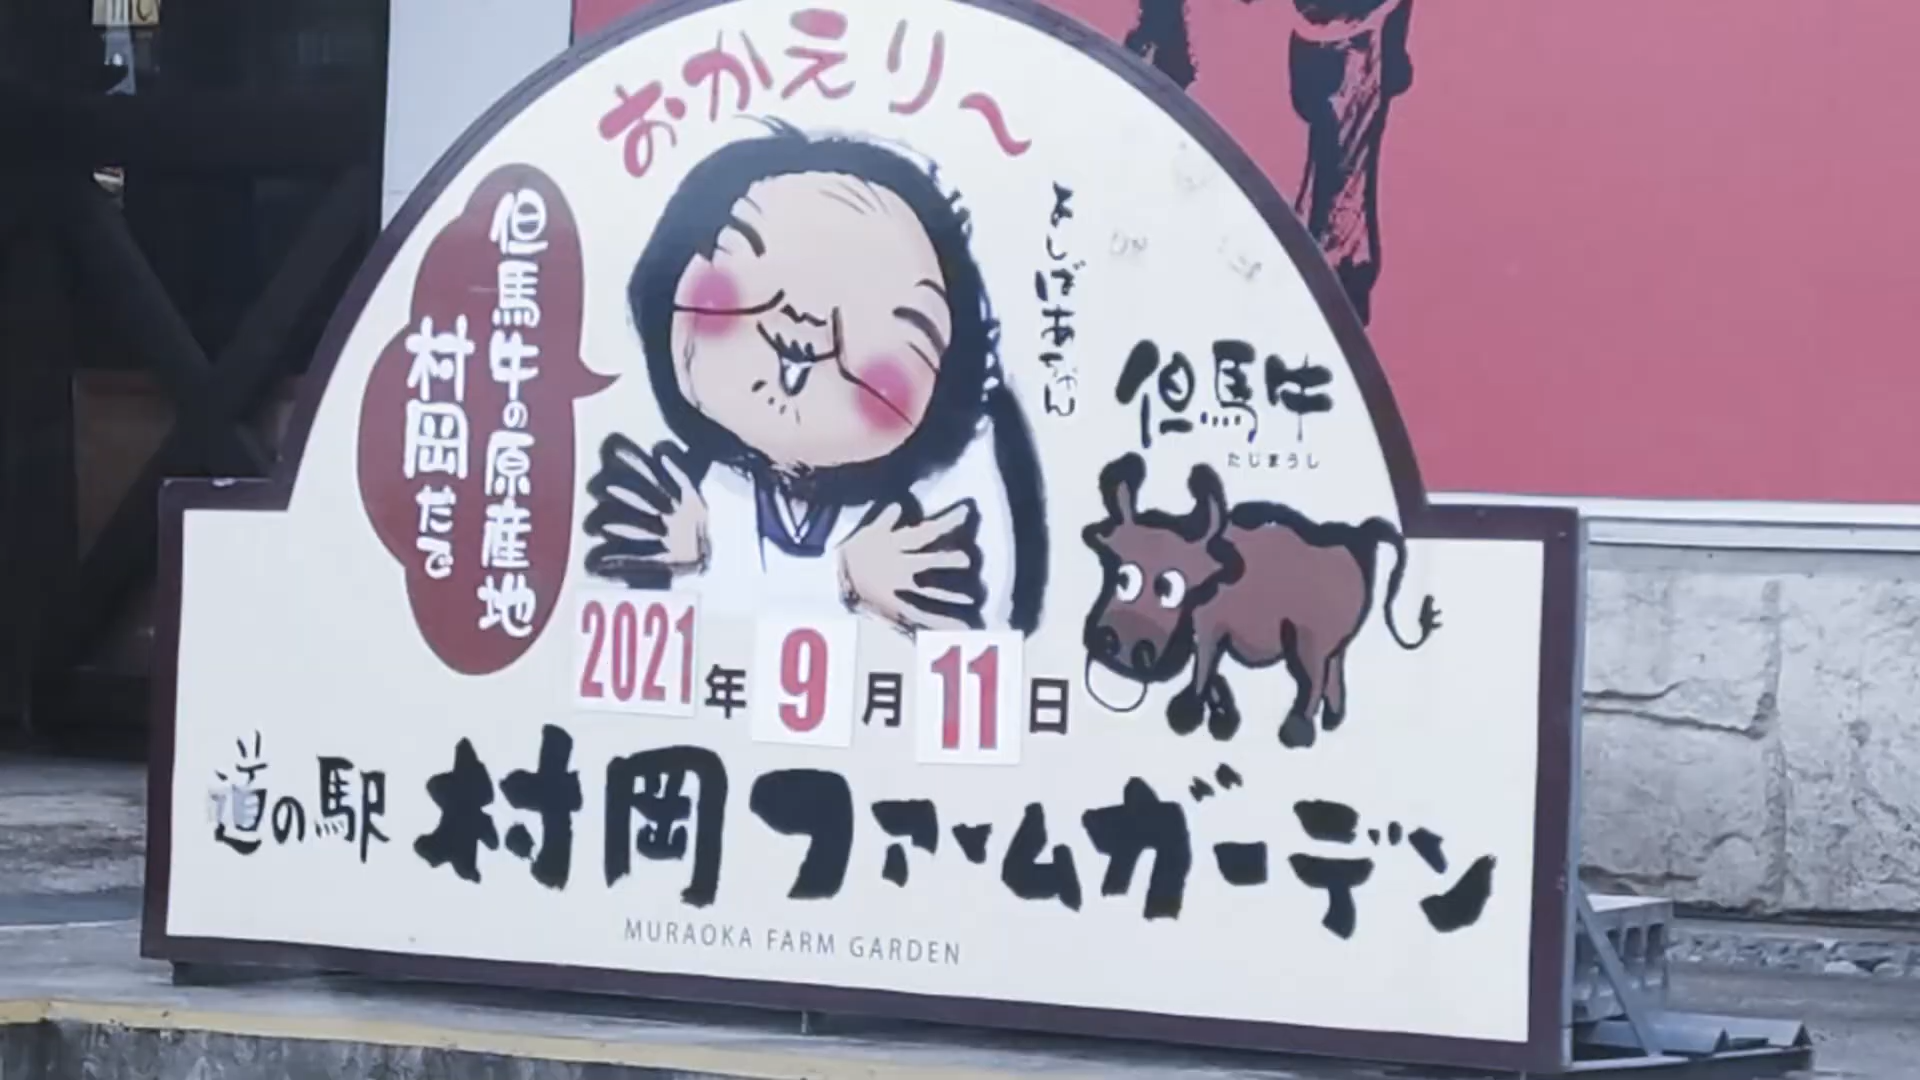 おかえり〜
但馬牛の原産地
村岡だで
よしばあちゃん
但馬牛
たじまうし
2021年9月11日
道の駅 村岡ファームガーデン
MURAOKA FARM GARDEN